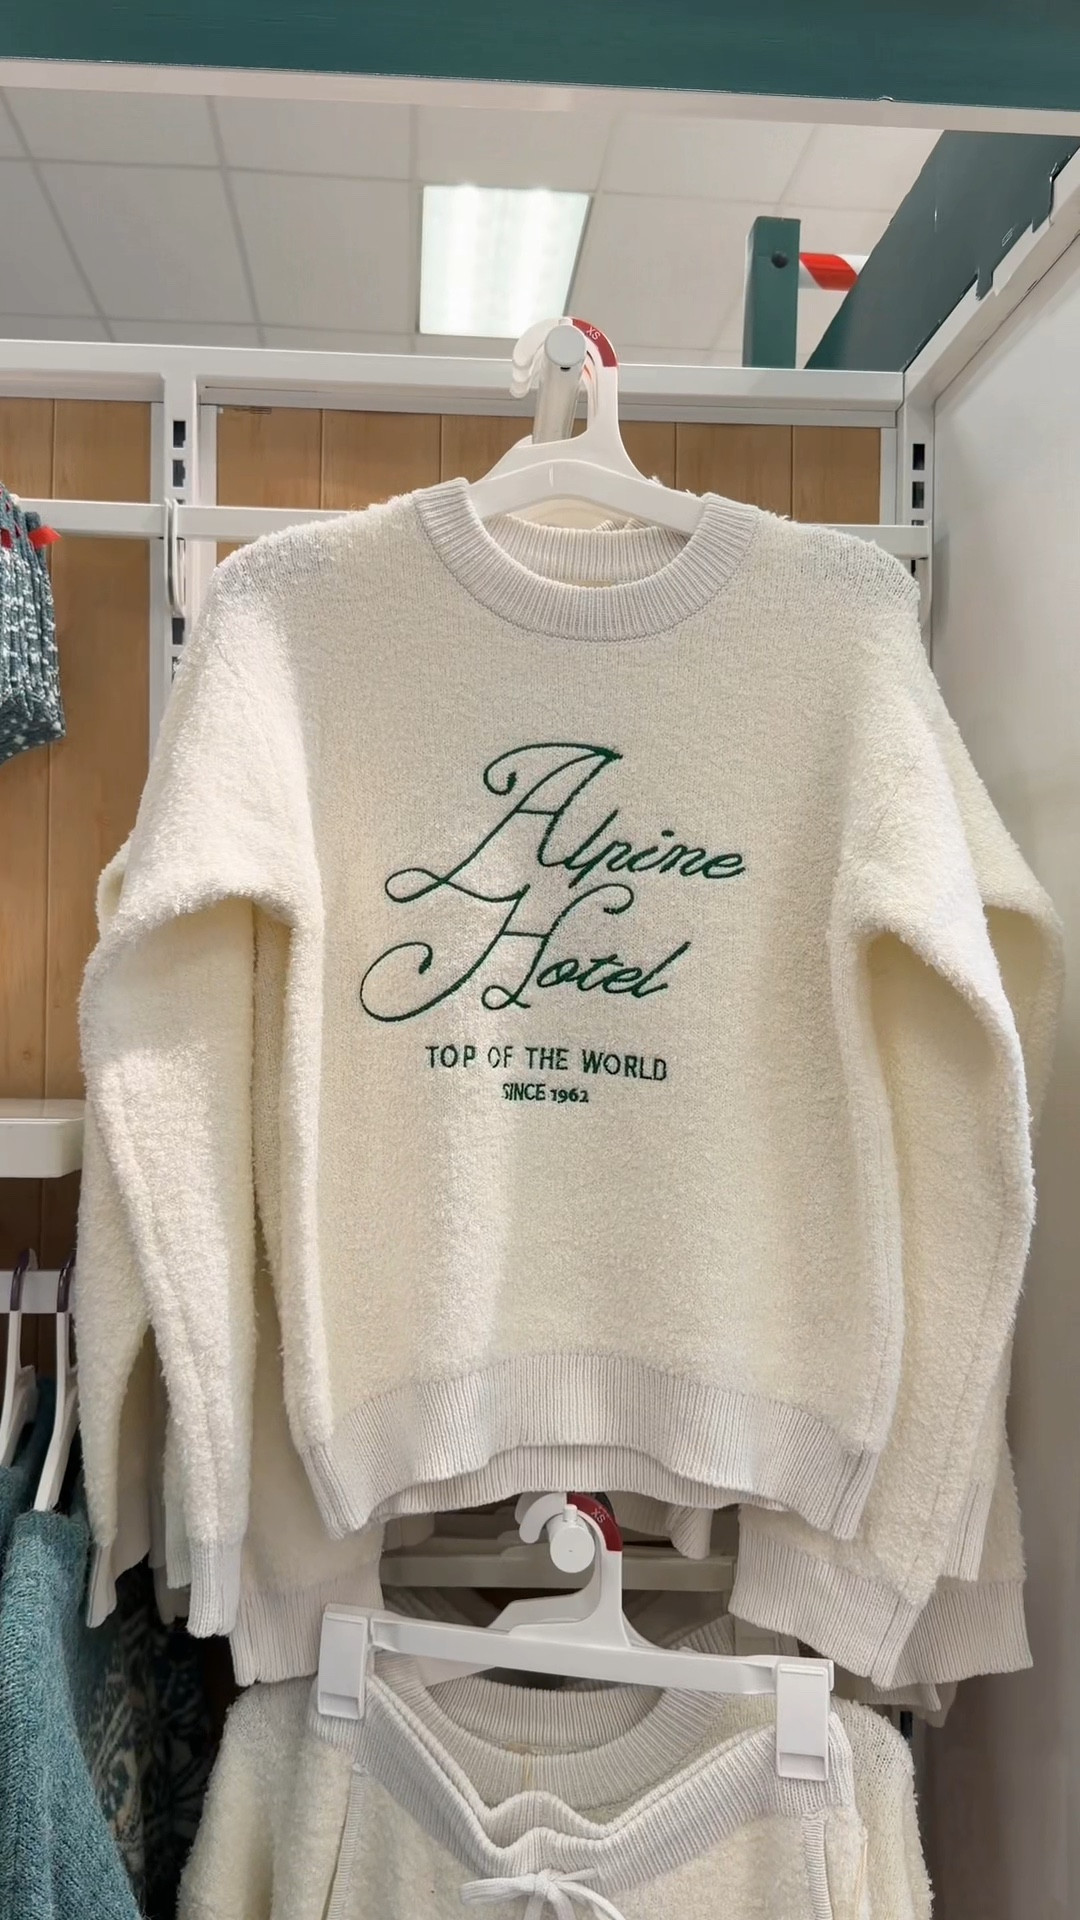 XS
Alpine
Hotel
TOP OF THE WORLD
SINCE 1962
XS